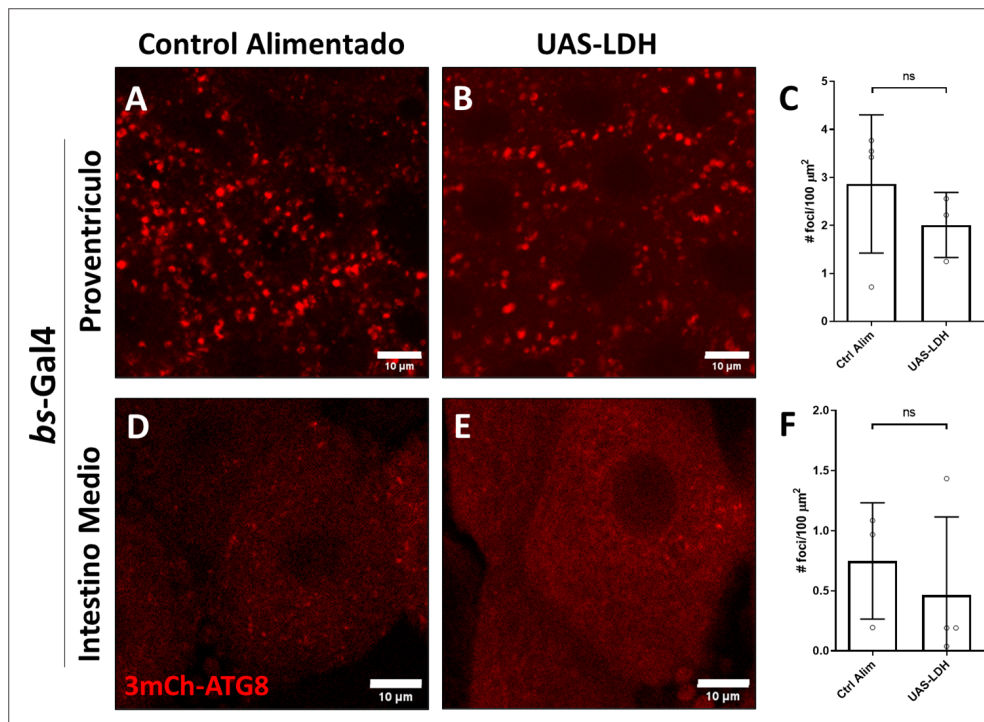 Control Alimentado
UAS-LDH
bs-Gal4
Proventrículo
A
10 µm
B
10 µm
C
5
4
3
2
1
0
# foci/100 µm²
ns
Ctrl Alim
UAS-LDH
Intestino Medio
D
3mCh-ATG8
10 µm
E
10 µm
F
2.0
1.5
1.0
0.5
0.0
# foci/100 µm²
ns
Ctrl Alim
UAS-LDH